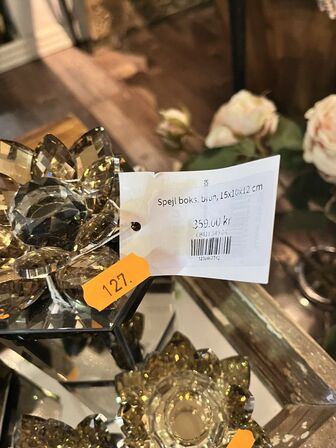 Spejl boks, brun, 15x10x12 cm
359.00 kr
127.